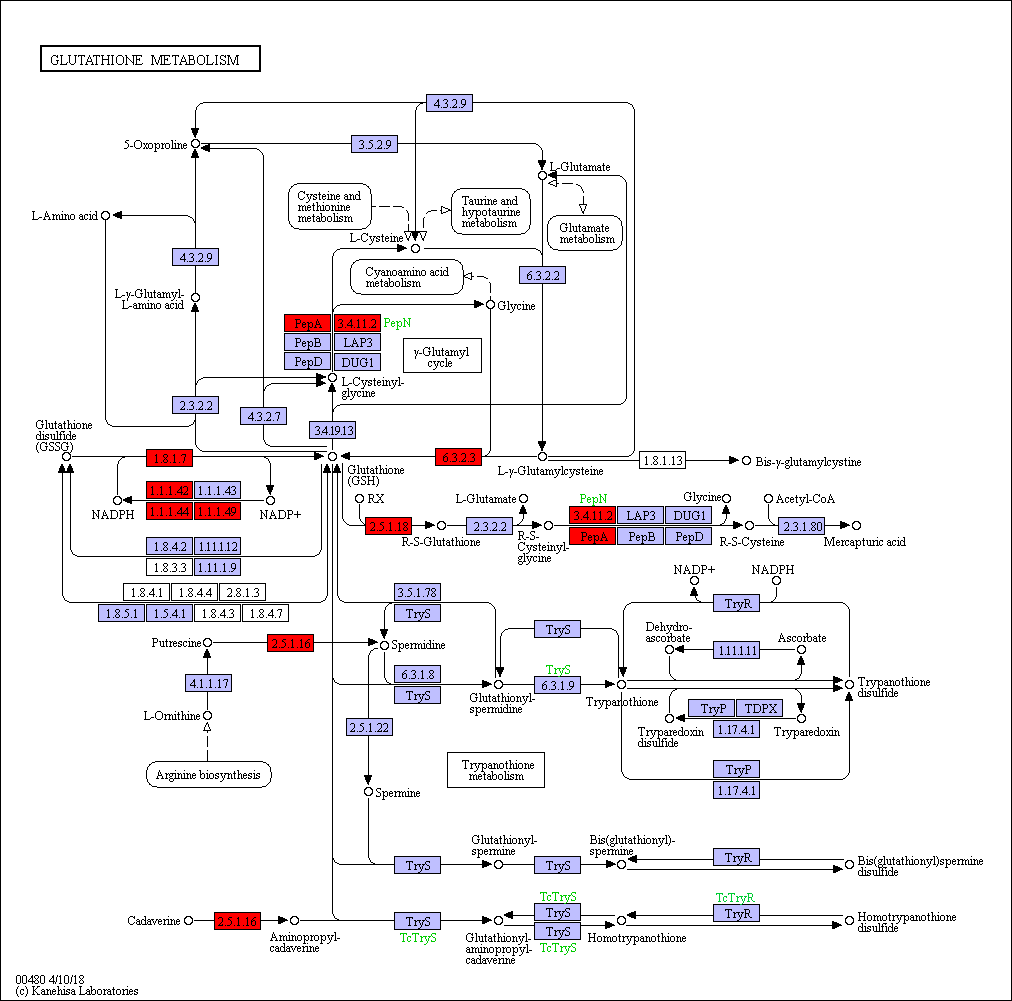 GLUTATHIONE METABOLISM
4.3.2.9
5-Oxoproline
3.5.2.9
L-Glutamate
Cysteine and
methionine
metabolism
Taurine and
hypotaurine
metabolism
L-Amino acid
Glutamate
metabolism
L-Cysteine
4.3.2.9
Cyanoamino acid
metabolism
6.3.2.2
L-γ-Glutamyl-
L-amino acid
Glycine
PepA
3.4.11.2
PepN
PepB
LAP3
PepD
DUG1
γ-Glutamyl
cycle
L-Cysteinyl-
glycine
2.3.2.2
4.3.2.7
3.4.19.13
Glutathione
disulfide
(GSSG)
1.8.1.7
Glutathione
(GSH)
6.3.2.3
L-γ-Glutamylcysteine
1.8.1.13
Bis-γ-glutamylcystine
1.1.1.42
1.1.1.43
NADPH
1.1.1.44
1.1.1.49
NADP+
RX
2.5.1.18
R-S-Glutathione
L-Glutamate
2.3.2.2
R-S-
Cysteinyl-
glycine
PepN
3.4.11.2
LAP3
DUG1
PepA
PepB
PepD
Glycine
R-S-Cysteine
Acetyl-CoA
2.3.1.80
Mercapturic acid
1.8.4.2
1.11.1.12
1.8.3.3
1.11.1.9
1.8.4.1
1.8.4.4
2.8.1.3
1.8.5.1
1.5.4.1
1.8.4.3
1.8.4.7
NADP+
NADPH
3.5.1.78
TryS
TryR
Putrescine
2.5.1.16
Spermidine
TryS
Dehydro-
ascorbate
Ascorbate
1.11.1.11
4.1.1.17
6.3.1.8
TryS
Glutathionyl-
spermidine
TryS
6.3.1.9
Trypanothione
Trypanothione
disulfide
L-Ornithine
2.5.1.22
TryP
TDPX
1.17.4.1
Tryparedoxin
disulfide
Tryparedoxin
Arginine biosynthesis
Trypanothione
metabolism
TryP
1.17.4.1
Spermine
Glutathionyl-
spermine
Bis(glutathionyl)-
spermine
TryS
TryS
TryR
Bis(glutathionyl)spermine
disulfide
Cadaverine
2.5.1.16
Aminopropyl-
cadaverine
TryS
TcTryS
Glutathionyl-
aminopropyl-
cadaverine
TcTryS
TryS
TryS
TcTryS
Homotrypanothione
TcTryR
TryR
Homotrypanothione
disulfide
00480 4/10/18
(c) Kanehisa Laboratories